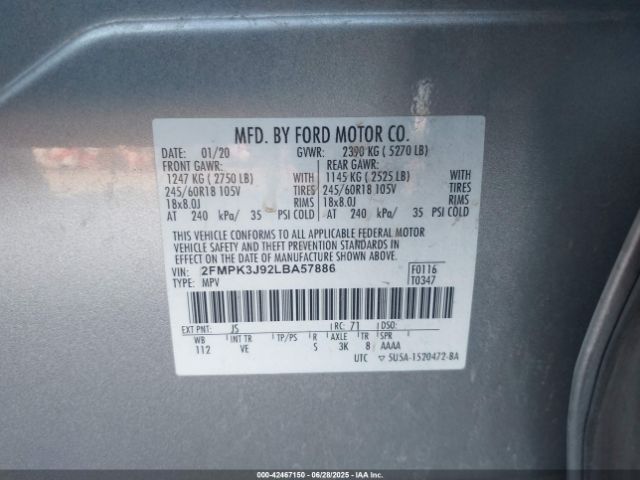 MFD. BY FORD MOTOR CO.
DATE: 01/20 GVWR: 2390 KG ( 5270 LB)
FRONT GAWR: REAR GAWR:
1247 KG ( 2750 LB) WITH 1145 KG ( 2525 LB) WITH
245/60R18 105V TIRES 245/60R18 105V TIRES
18x8.0J RIMS 18x8.0J RIMS
AT 240 kPa/ 35 PSI COLD AT 240 kPa/ 35 PSI COLD
THIS VEHICLE CONFORMS TO ALL APPLICABLE FEDERAL MOTOR
VEHICLE SAFETY AND THEFT PREVENTION STANDARDS IN EFFECT
ON THE DATE OF MANUFACTURE SHOWN ABOVE.
VIN: 2FMPK3J92LBA57886 F0116
TYPE: MPV T0347
EXT PNT: JS RC: 71 DSO:
WB INT TR TP/PS R AXLE TR SPR
112 VE S 3K 8 AAAA
UTC ▽ 5U5A-1520472-BA
000-42467150 - 06/28/2025 - IAA Inc.